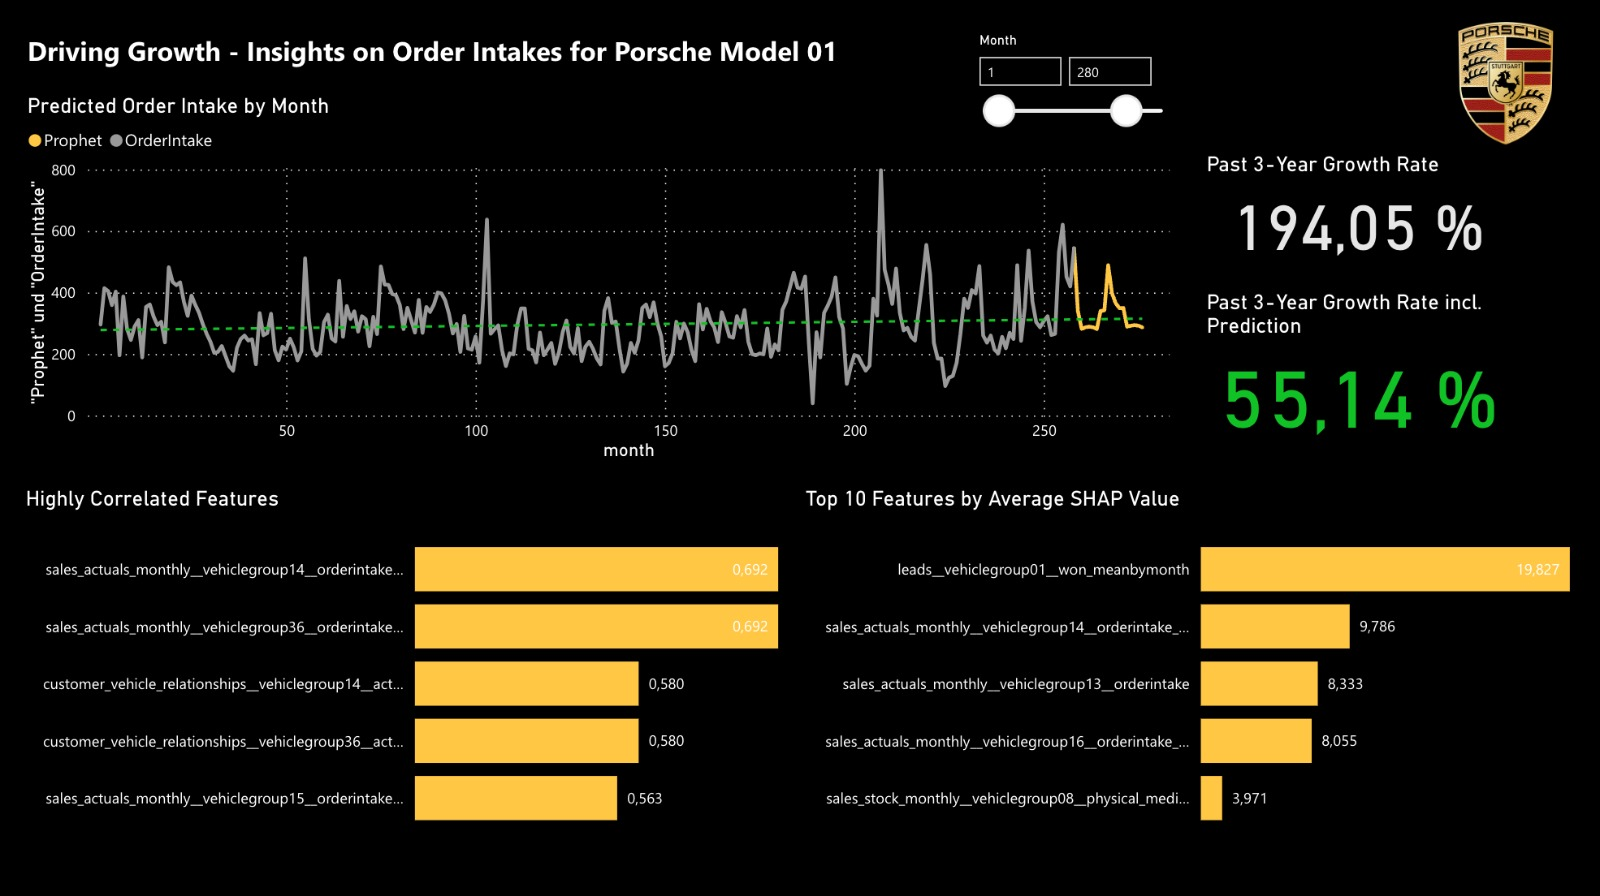 Driving Growth - Insights on Order Intakes for Porsche Model 01
Month
1
280
PORSCHE
STUTTGART
Predicted Order Intake by Month
Prophet OrderIntake
"Prophet" und "OrderIntake"
800
600
400
200
0
50 100 150 200 250
month
Past 3-Year Growth Rate
194,05 %
Past 3-Year Growth Rate incl.
Prediction
55,14 %
Highly Correlated Features
sales_actuals_monthly__vehiclegroup14__orderintake... 0,692
sales_actuals_monthly__vehiclegroup36__orderintake... 0,692
customer_vehicle_relationships__vehiclegroup14__act... 0,580
customer_vehicle_relationships__vehiclegroup36__act... 0,580
sales_actuals_monthly__vehiclegroup15__orderintake... 0,563
Top 10 Features by Average SHAP Value
leads__vehiclegroup01__won_meanbymonth 19,827
sales_actuals_monthly__vehiclegroup14__orderintake_... 9,786
sales_actuals_monthly__vehiclegroup13__orderintake 8,333
sales_actuals_monthly__vehiclegroup16__orderintake_... 8,055
sales_stock_monthly__vehiclegroup08__physical_medi... 3,971